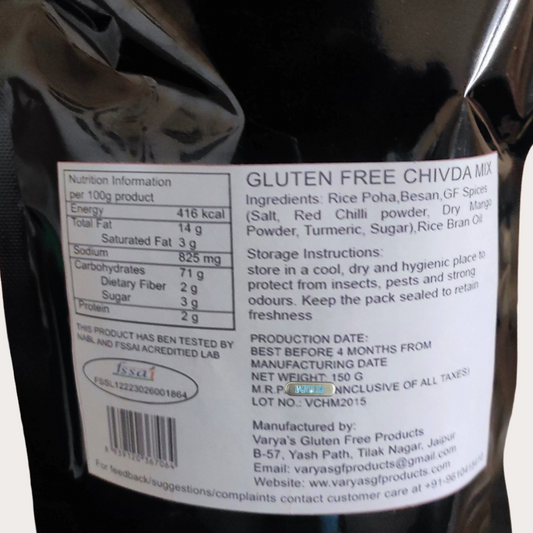 Nutrition Information
per 100g product
Energy 416 kcal
Total Fat 14 g
Saturated Fat 3 g
Sodium 825 mg
Carbohydrates 71 g
Dietary Fiber 2 g
Sugar 3 g
Protein 2 g
THIS PRODUCT HAS BEN TESTED BY
NABL AND FSSAI ACREDITIED LAB
fssai
FSSL12223026001864
GLUTEN FREE CHIVDA MIX
Ingredients: Rice Poha,Besan,GF Spices
(Salt, Red Chilli powder, Dry Mango
Powder, Turmeric, Sugar),Rice Bran Oil
Storage Instructions:
store in a cool, dry and hygienic place to
protect from insects, pests and strong
odours. Keep the pack sealed to retain
freshness
PRODUCTION DATE:
BEST BEFORE 4 MONTHS FROM
MANUFACTURING DATE
NET WEIGHT: 150 G
M.R.P. NNCLUSIVE OF ALL TAXES)
LOT NO.: VCHM2015
Manufactured by:
Varya's Gluten Free Products
B-57, Yash Path, Tilak Nagar, Jaipur
Email: varyasgfproducts@gmail.com
Website: ww.varyasgfproducts.com
For feedback/suggestions/complaints contact customer care at